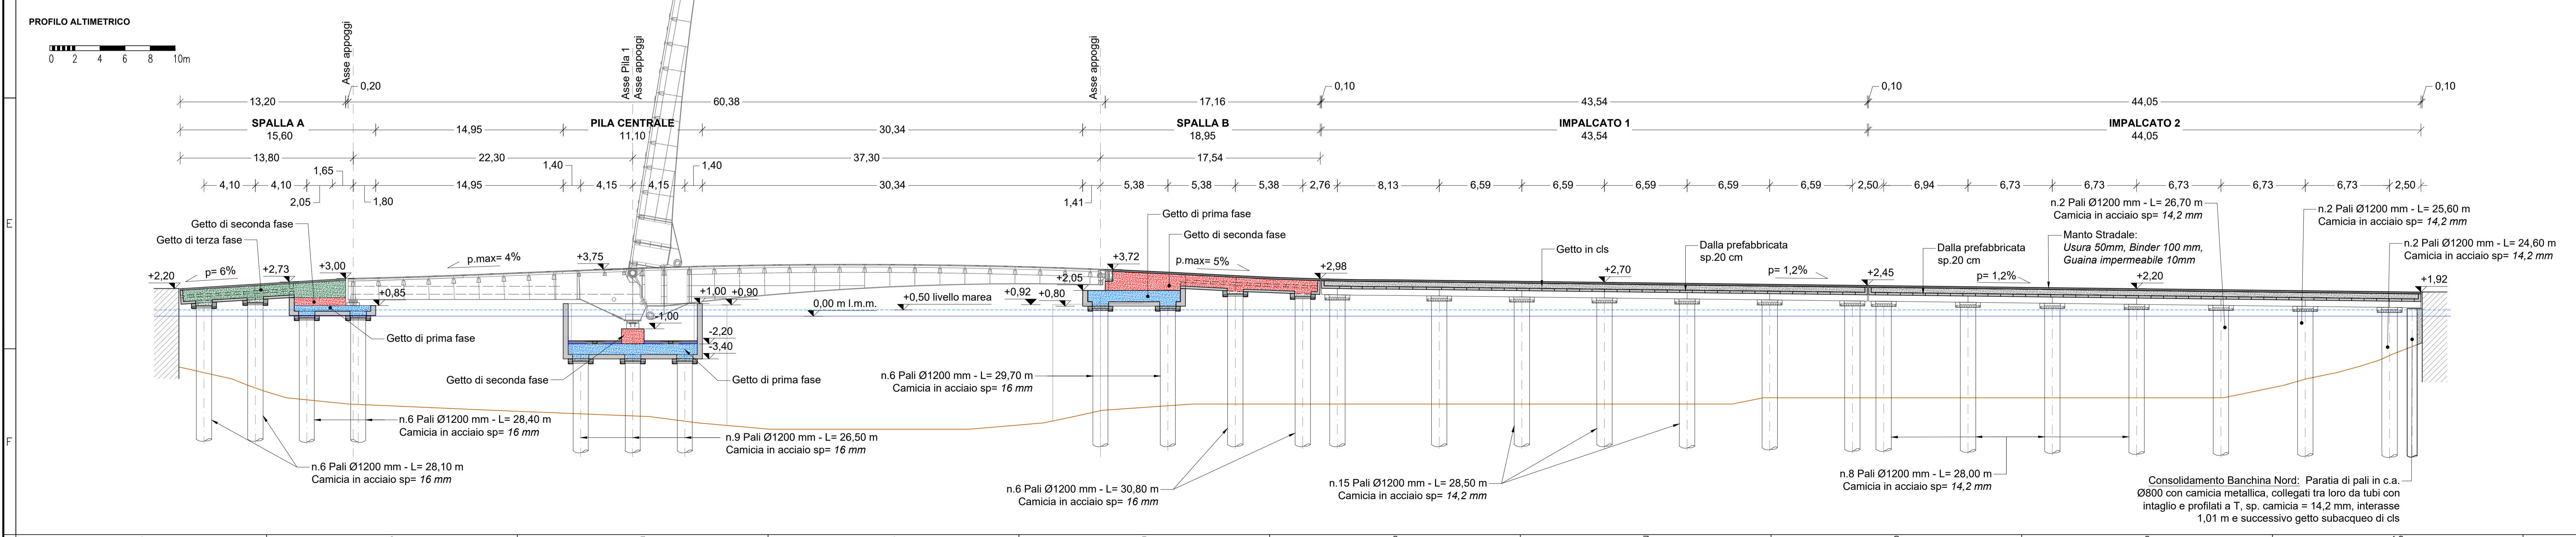 PROFILO ALTIMETRICO
0 2 4 6 8 10m
Asse appoggi
Asse Pila 1
Asse appoggi
Asse appoggi
0,20
0,10
0,10
0,10
13,20
60,38
17,16
43,54
44,05
SPALLA A
PILA CENTRALE
SPALLA B
IMPALCATO 1
IMPALCATO 2
15,60
14,95
11,10
30,34
18,95
43,54
44,05
13,80
22,30
37,30
17,54
1,65
1,40
1,40
4,10
4,10
14,95
4,15
4,15
30,34
5,38
5,38
5,38
2,76
8,13
6,59
6,59
6,59
6,59
6,59
2,50
6,94
6,73
6,73
6,73
6,73
6,73
2,50
2,05
1,80
1,41
Getto di seconda fase
Getto di terza fase
Getto di prima fase
Getto di seconda fase
n.2 Pali Ø1200 mm - L= 26,70 m
Camicia in acciaio sp= 14,2 mm
n.2 Pali Ø1200 mm - L= 25,60 m
Camicia in acciaio sp= 14,2 mm
n.2 Pali Ø1200 mm - L= 24,60 m
Camicia in acciaio sp= 14,2 mm
Getto in cls
Dalla prefabbricata
sp.20 cm
Dalla prefabbricata
sp.20 cm
Manto Stradale:
Usura 50mm, Binder 100 mm,
Guaina impermeabile 10mm
+2,20
p= 6%
+2,73
+3,00
+0,85
p.max= 4%
+3,75
+1,00
+0,90
0,00 m l.m.m.
+0,50 livello marea
+0,92
+0,80
+2,05
+3,72
p.max= 5%
+2,98
+2,70
p= 1,2%
+2,45
p= 1,2%
+2,20
+1,92
-1,00
-2,20
-3,40
Getto di prima fase
Getto di seconda fase
Getto di prima fase
n.6 Pali Ø1200 mm - L= 29,70 m
Camicia in acciaio sp= 16 mm
n.6 Pali Ø1200 mm - L= 28,40 m
Camicia in acciaio sp= 16 mm
n.9 Pali Ø1200 mm - L= 26,50 m
Camicia in acciaio sp= 16 mm
n.6 Pali Ø1200 mm - L= 28,10 m
Camicia in acciaio sp= 16 mm
n.6 Pali Ø1200 mm - L= 30,80 m
Camicia in acciaio sp= 16 mm
n.15 Pali Ø1200 mm - L= 28,50 m
Camicia in acciaio sp= 14,2 mm
n.8 Pali Ø1200 mm - L= 28,00 m
Camicia in acciaio sp= 14,2 mm
Consolidamento Banchina Nord: Paratia di pali in c.a.
Ø800 con camicia metallica, collegati tra loro da tubi con
intaglio e profilati a T, sp. camicia = 14,2 mm, interasse
1,01 m e successivo getto subacqueo di cls
E
F